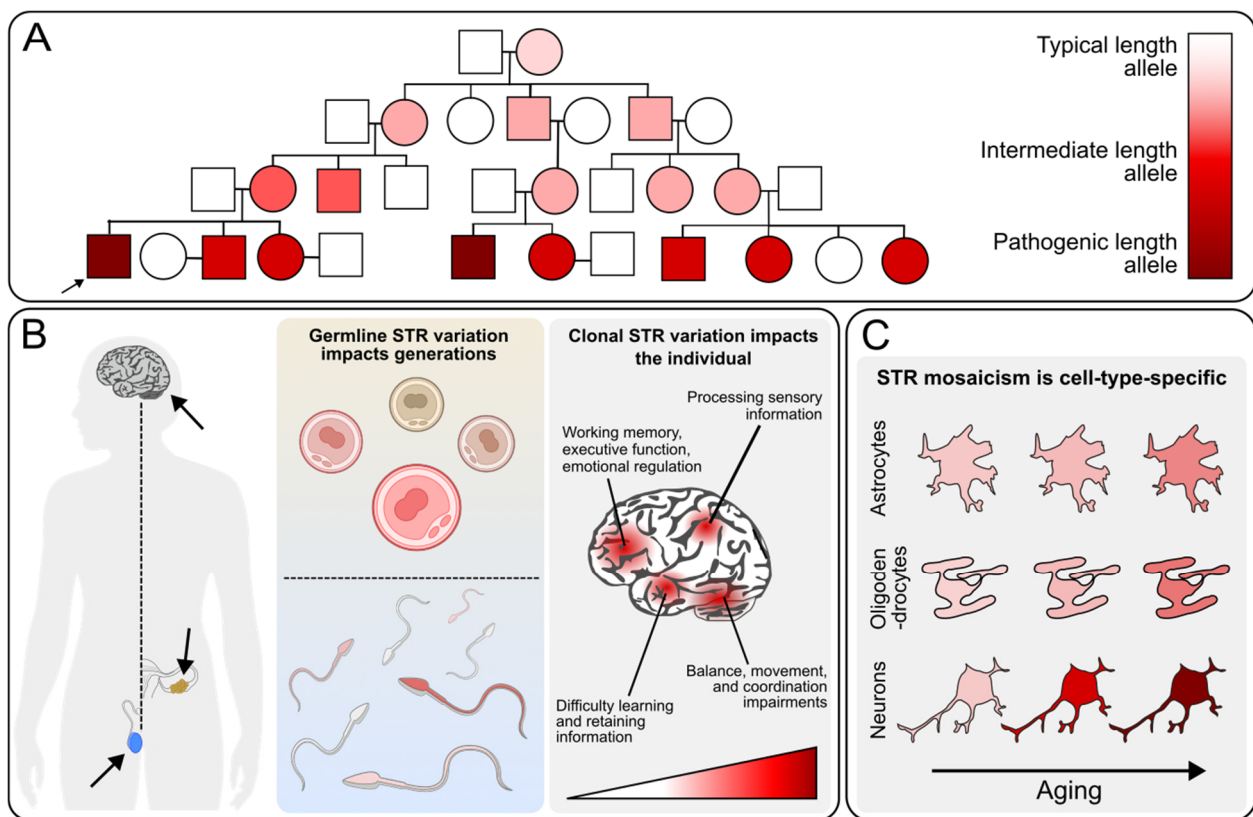 A
Typical length
allele
Intermediate length
allele
Pathogenic length
allele
B
Germline STR variation
impacts generations
Clonal STR variation impacts
the individual
Processing sensory
information
Working memory,
executive function,
emotional regulation
Difficulty learning
and retaining
information
Balance, movement,
and coordination
impairments
C
STR mosaicism is cell-type-specific
Astrocytes
Oligoden
-drocytes
Neurons
Aging